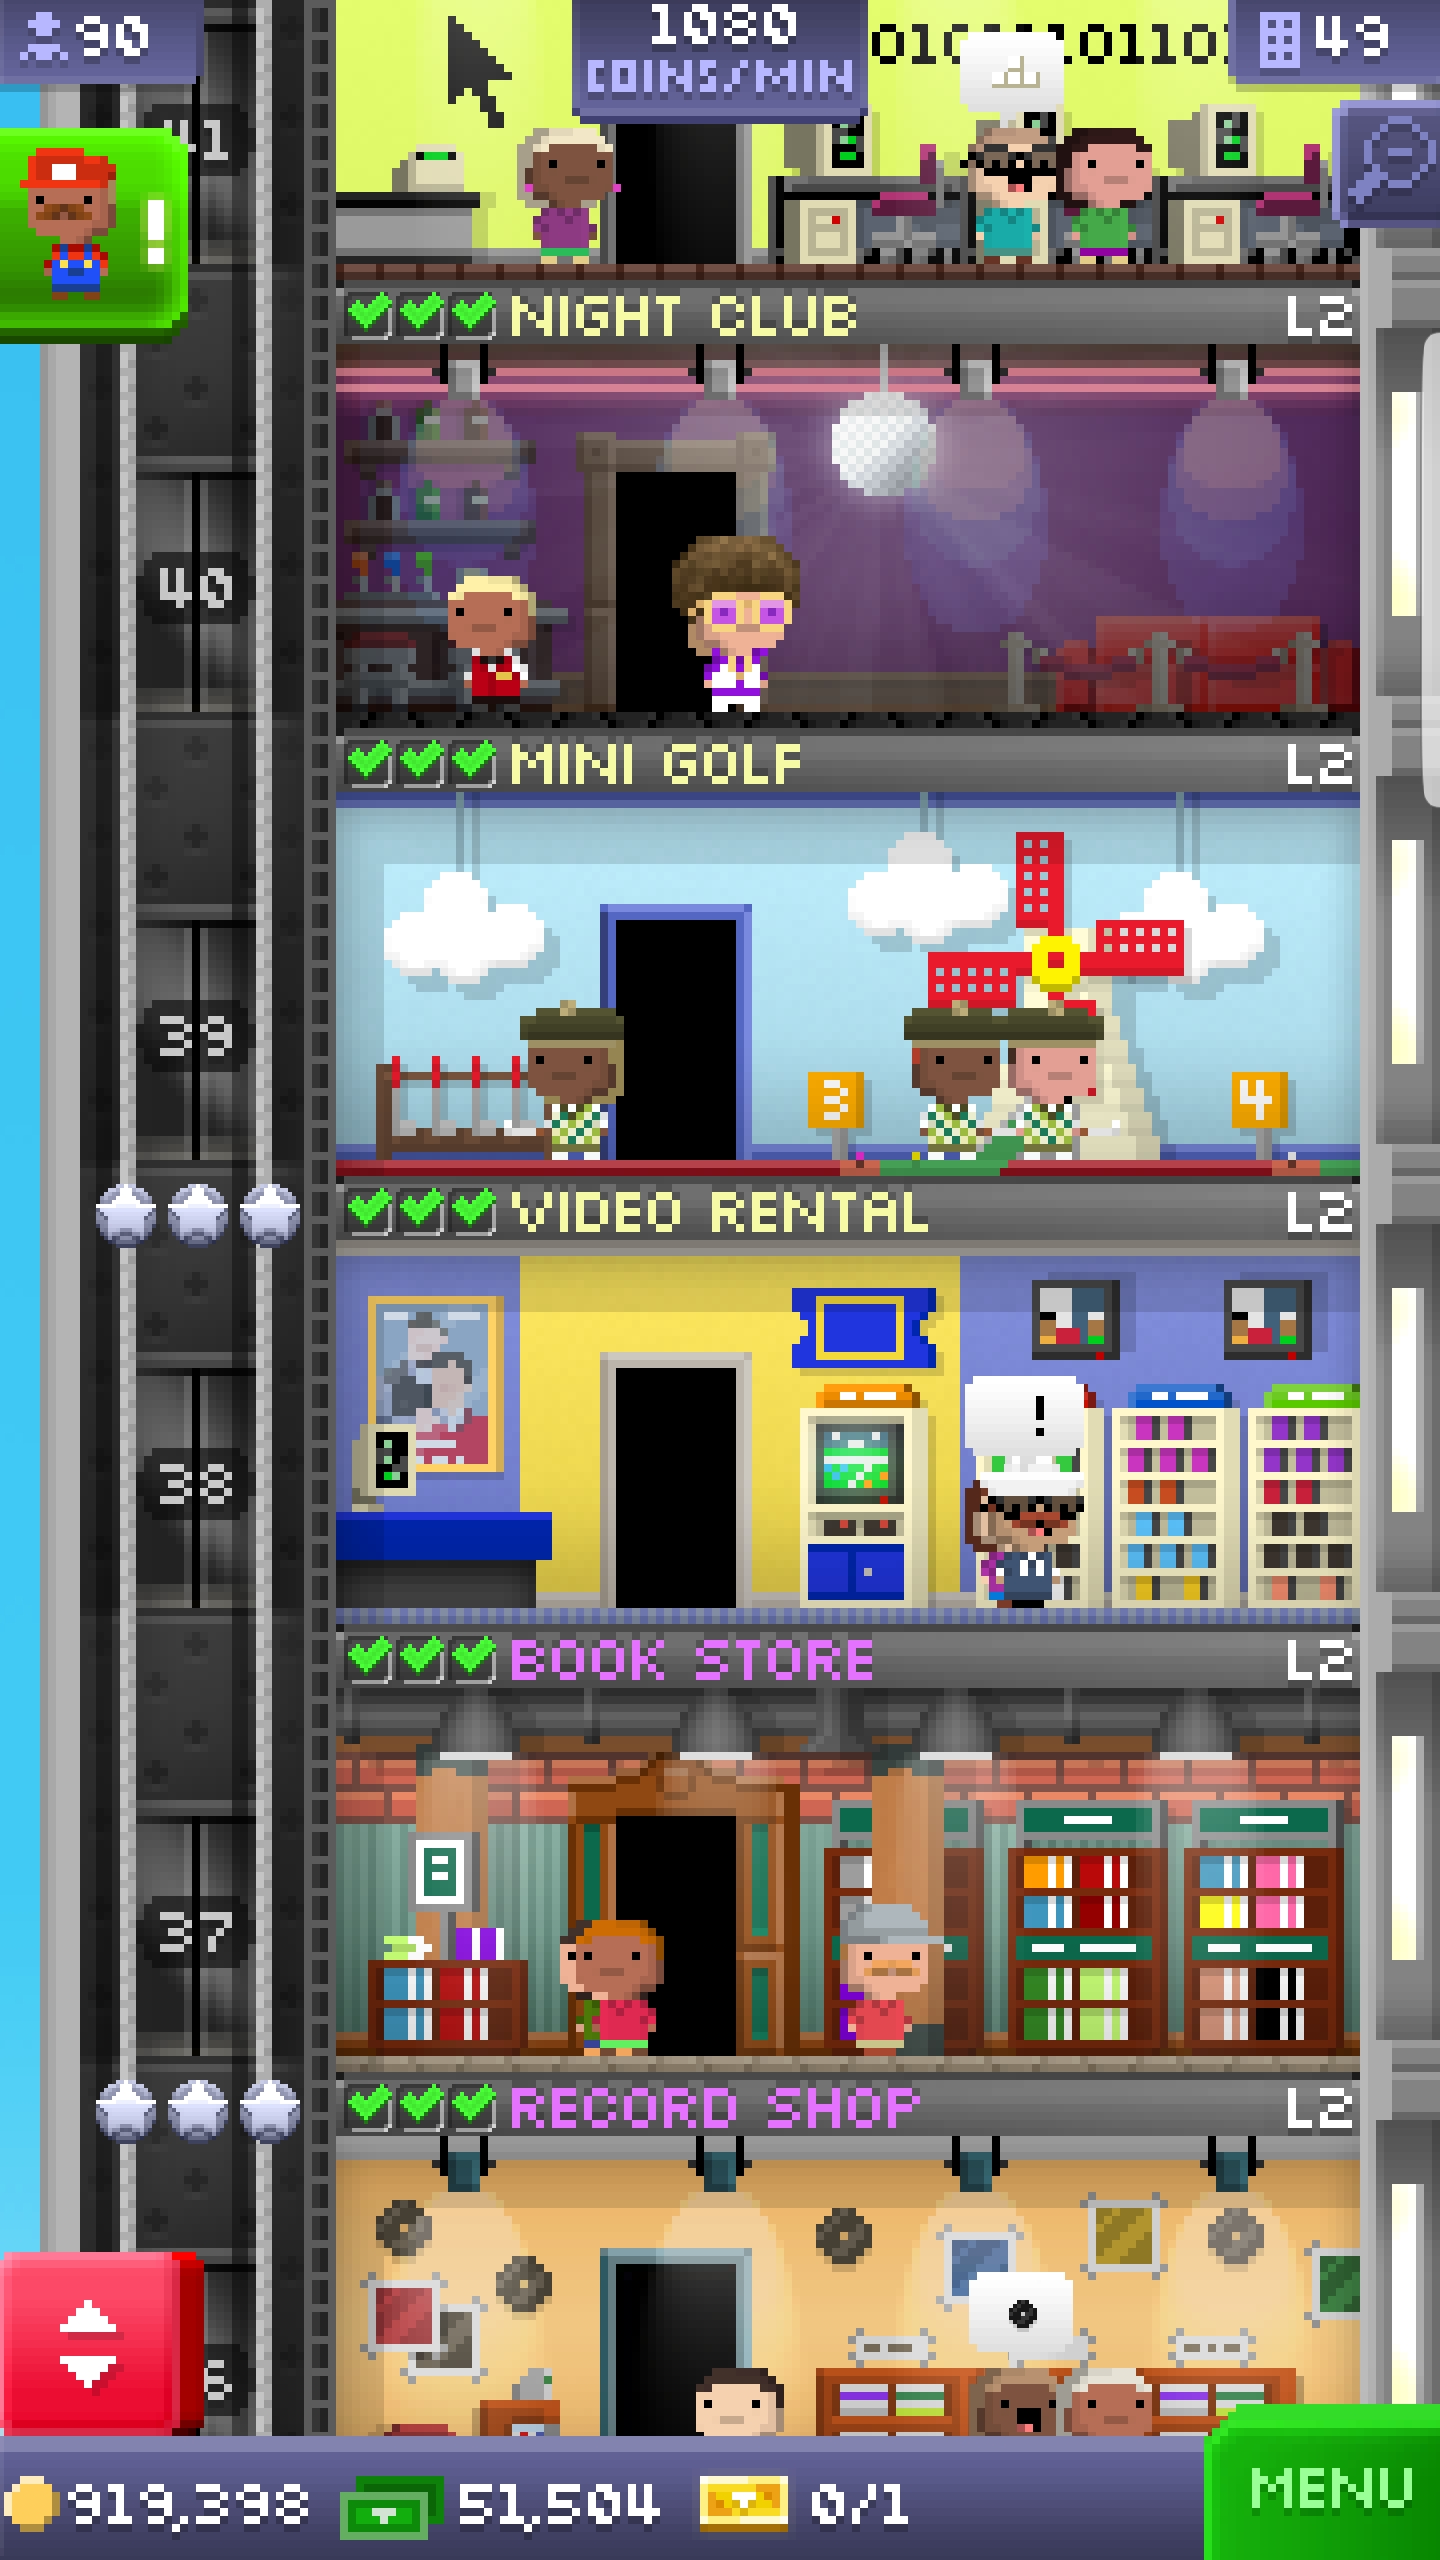 90
1080
COINS/MIN
49
41
!
NIGHT CLUB L2
40
MINI GOLF L2
39
3
4
VIDEO RENTAL L2
38
!
BOOK STORE L2
37
RECORD SHOP L2
919,398
51,504
0/1
MENU